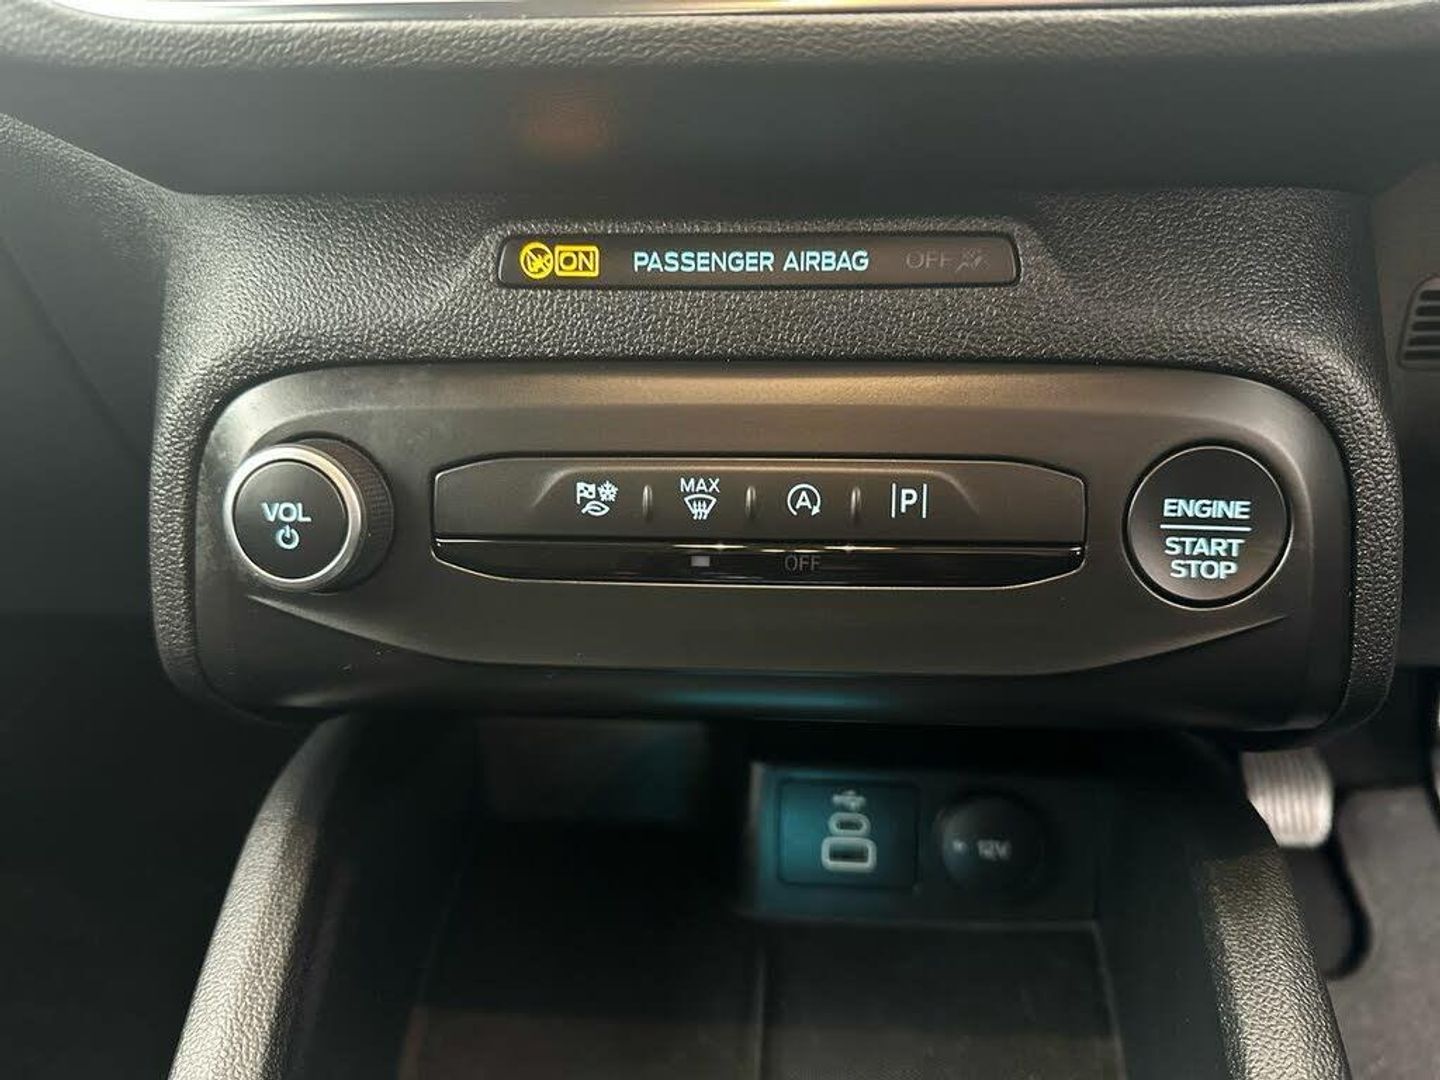 ON PASSENGER AIRBAG OFF
VOL
MAX
A
P
OFF
ENGINE
START
STOP
12V